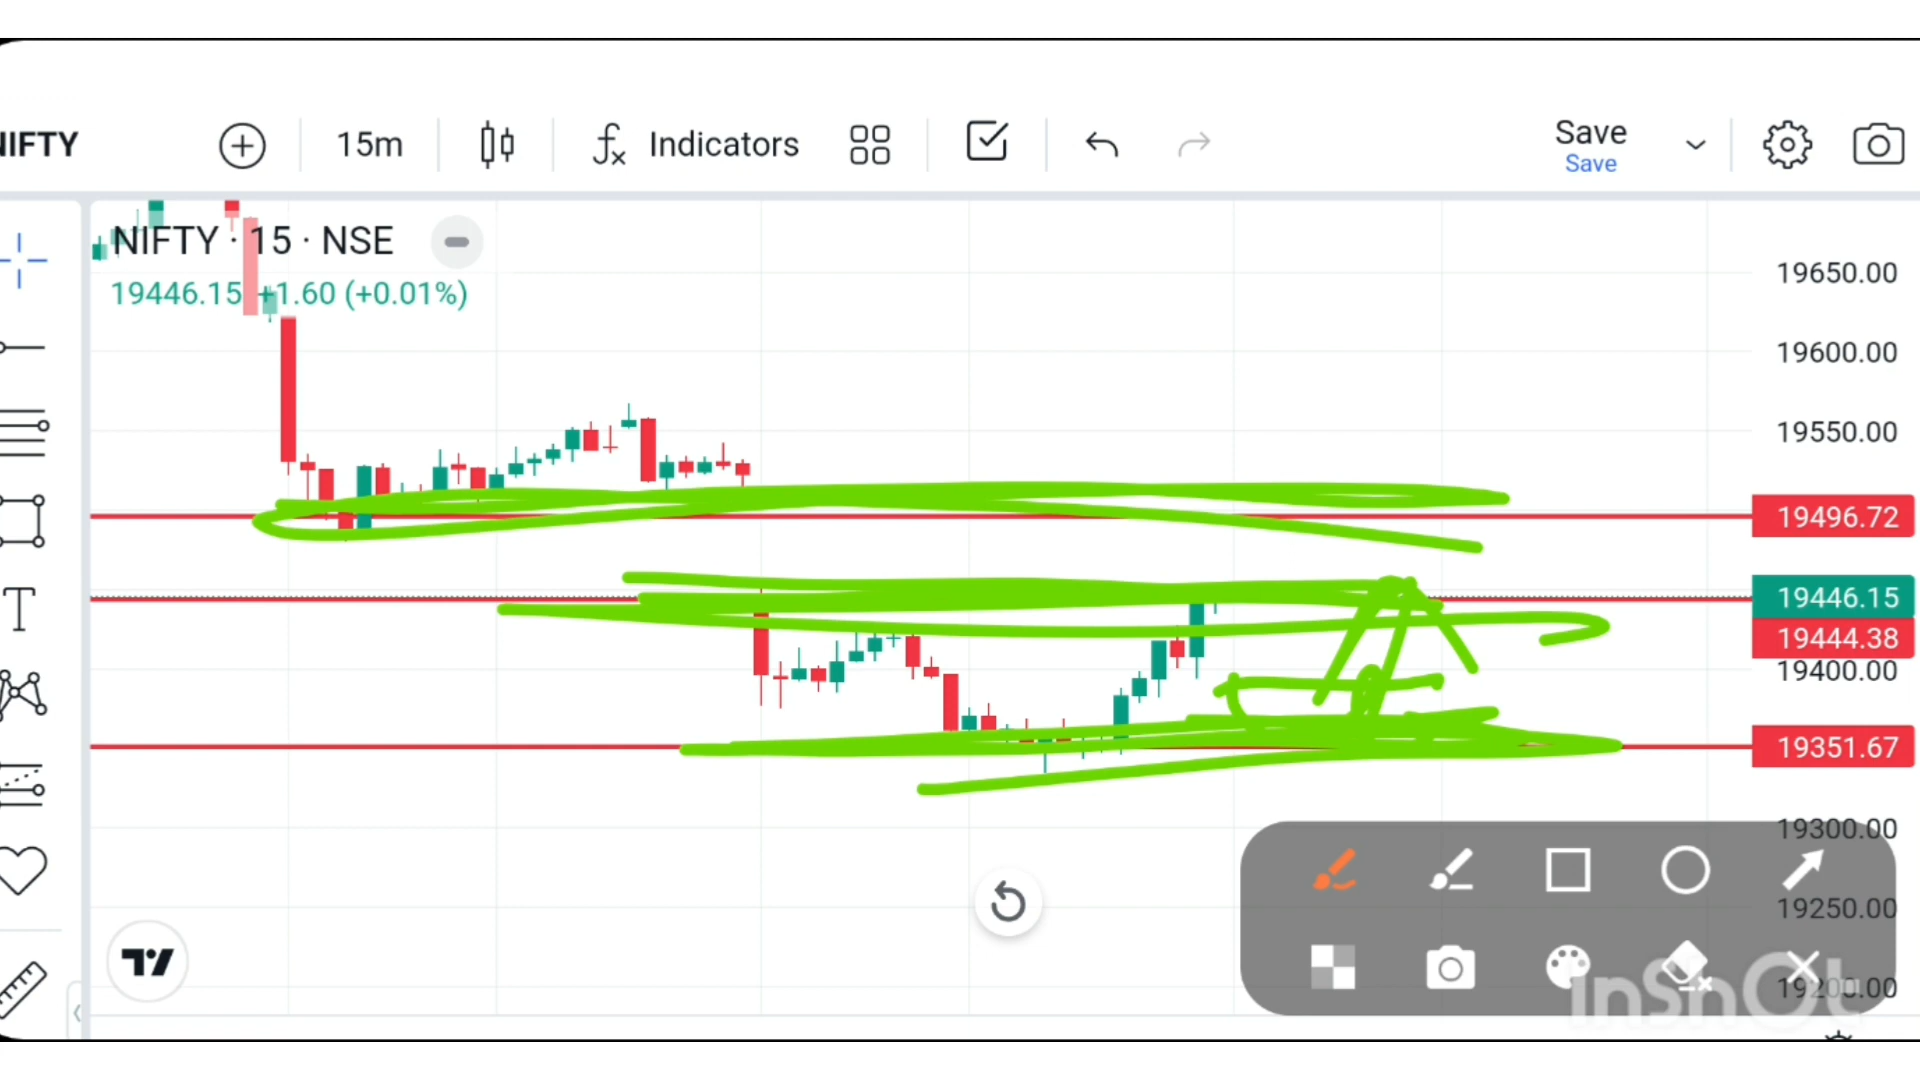 NIFTY
15m
Indicators
Save
Save
NIFTY · 15 · NSE
19446.15 +1.60 (+0.01%)
19650.00
19600.00
19550.00
19496.72
19446.15
19444.38
19400.00
19351.67
19300.00
19250.00
19200.00
InShOt